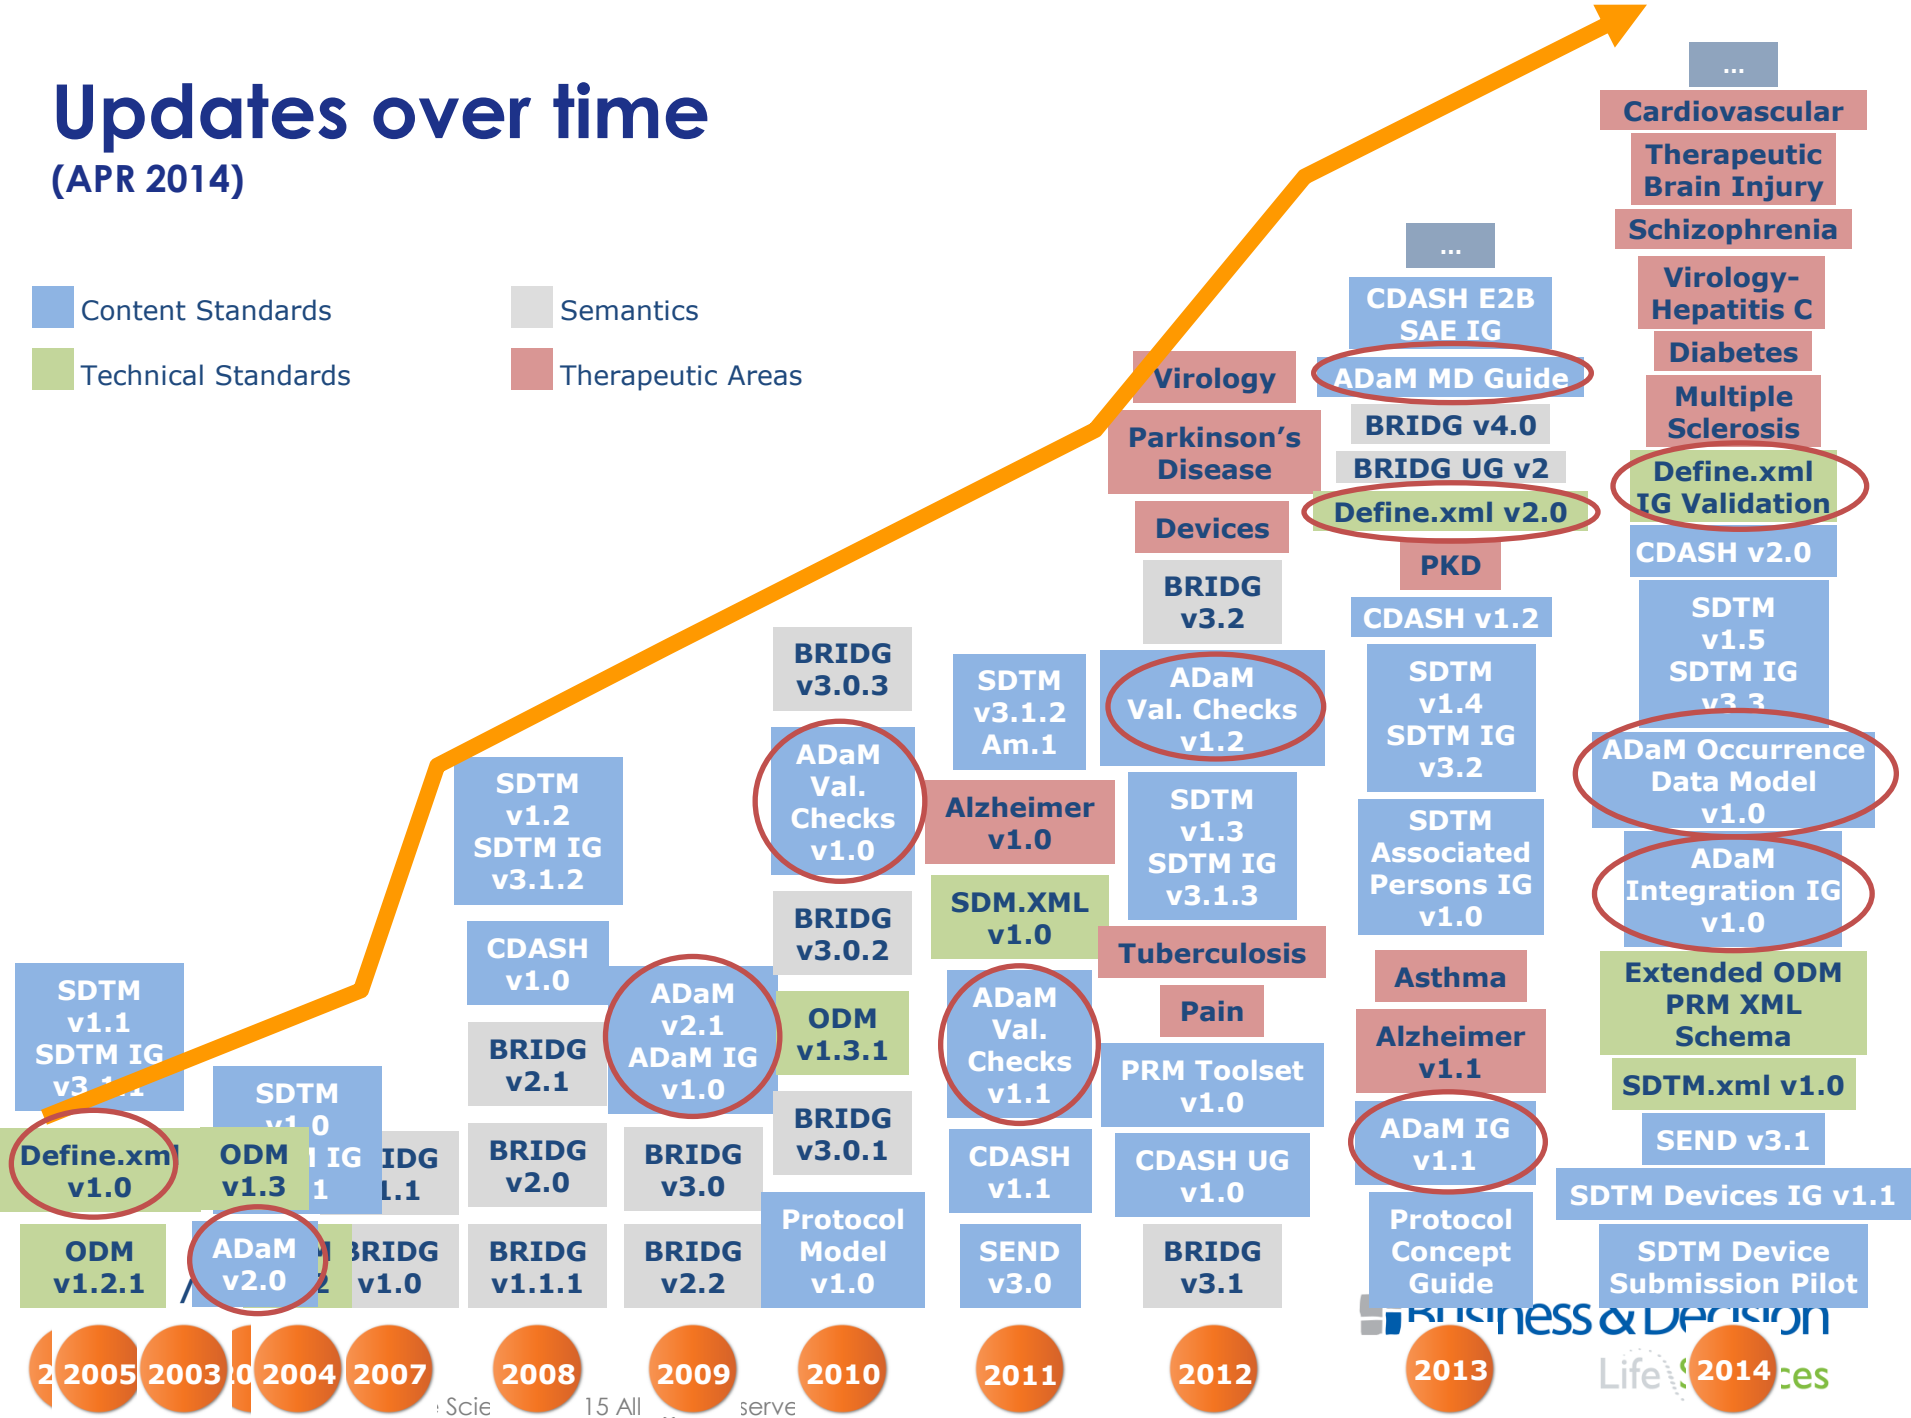 Updates over time
(APR 2014)
Content Standards
Semantics
Technical Standards
Therapeutic Areas
SDTM
v1.1
SDTM IG
Define.xml
v1.0
ODM
v1.2.1
SDTM
v1.0
IG
ODM
v1.3
ADaM
v2.0
BRIDG
v1.0
SDTM
v1.2
SDTM IG
v3.1.2
CDASH
v1.0
BRIDG
v2.1
BRIDG
v2.0
BRIDG
v1.1.1
ADaM
v2.1
ADaM IG
v1.0
BRIDG
v3.0
BRIDG
v2.2
BRIDG
v3.0.3
ADaM
Val.
Checks
v1.0
BRIDG
v3.0.2
ODM
v1.3.1
BRIDG
v3.0.1
Protocol
Model
v1.0
SDTM
v3.1.2
Am.1
Alzheimer
v1.0
SDM.XML
v1.0
ADaM
Val.
Checks
v1.1
CDASH
v1.1
SEND
v3.0
Virology
Parkinson’s
Disease
Devices
BRIDG
v3.2
ADaM
Val. Checks
v1.2
SDTM
v1.3
SDTM IG
v3.1.3
Tuberculosis
Pain
PRM Toolset
v1.0
CDASH UG
v1.0
BRIDG
v3.1
...
CDASH E2B
SAE IG
ADaM MD Guide
BRIDG v4.0
BRIDG UG v2
Define.xml v2.0
PKD
CDASH v1.2
SDTM
v1.4
SDTM IG
v3.2
SDTM
Associated
Persons IG
v1.0
Asthma
Alzheimer
v1.1
ADaM IG
v1.1
Protocol
Concept
Guide
...
Cardiovascular
Therapeutic
Brain Injury
Schizophrenia
Virology-
Hepatitis C
Diabetes
Multiple
Sclerosis
Define.xml
IG Validation
CDASH v2.0
SDTM
v1.5
SDTM IG
v3.3
ADaM Occurrence
Data Model
v1.0
ADaM
Integration IG
v1.0
Extended ODM
PRM XML
Schema
SDTM.xml v1.0
SEND v3.1
SDTM Devices IG v1.1
SDTM Device
Submission Pilot
Business & Decision
Life
2005 2003 2004 2007 2008 2009 2010 2011 2012 2013 2014
15 All